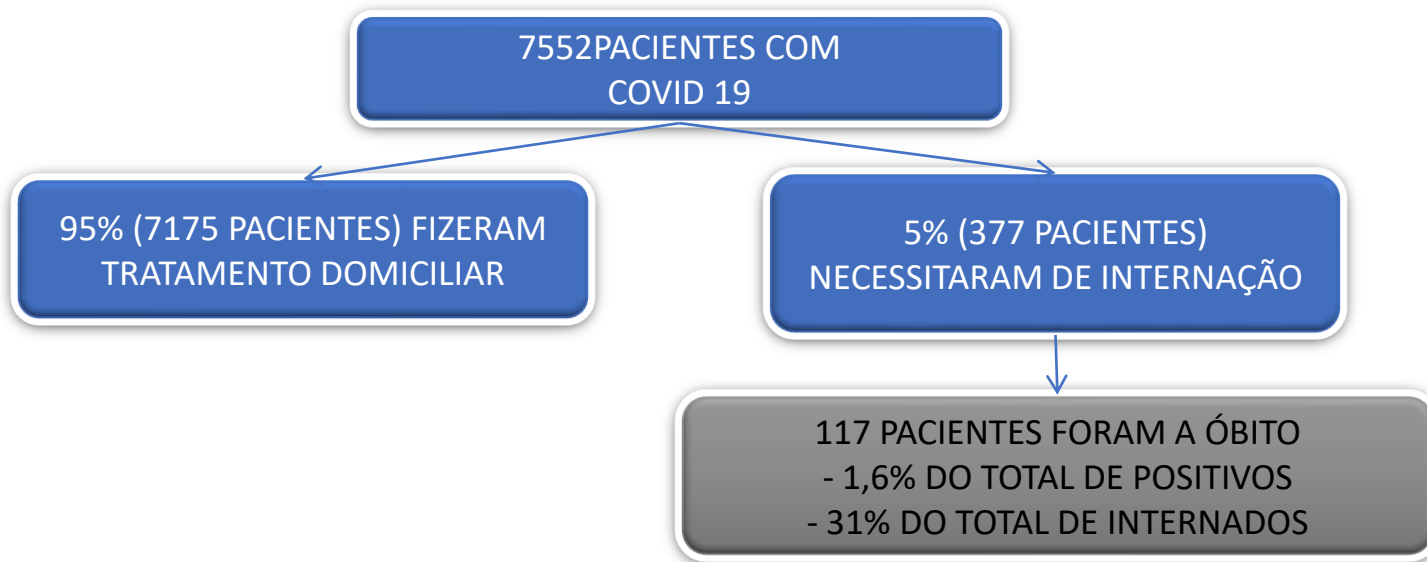 7552PACIENTES COM
COVID 19
95% (7175 PACIENTES) FIZERAM
TRATAMENTO DOMICILIAR
5% (377 PACIENTES)
NECESSITARAM DE INTERNAÇÃO
117 PACIENTES FORAM A ÓBITO
- 1,6% DO TOTAL DE POSITIVOS
- 31% DO TOTAL DE INTERNADOS